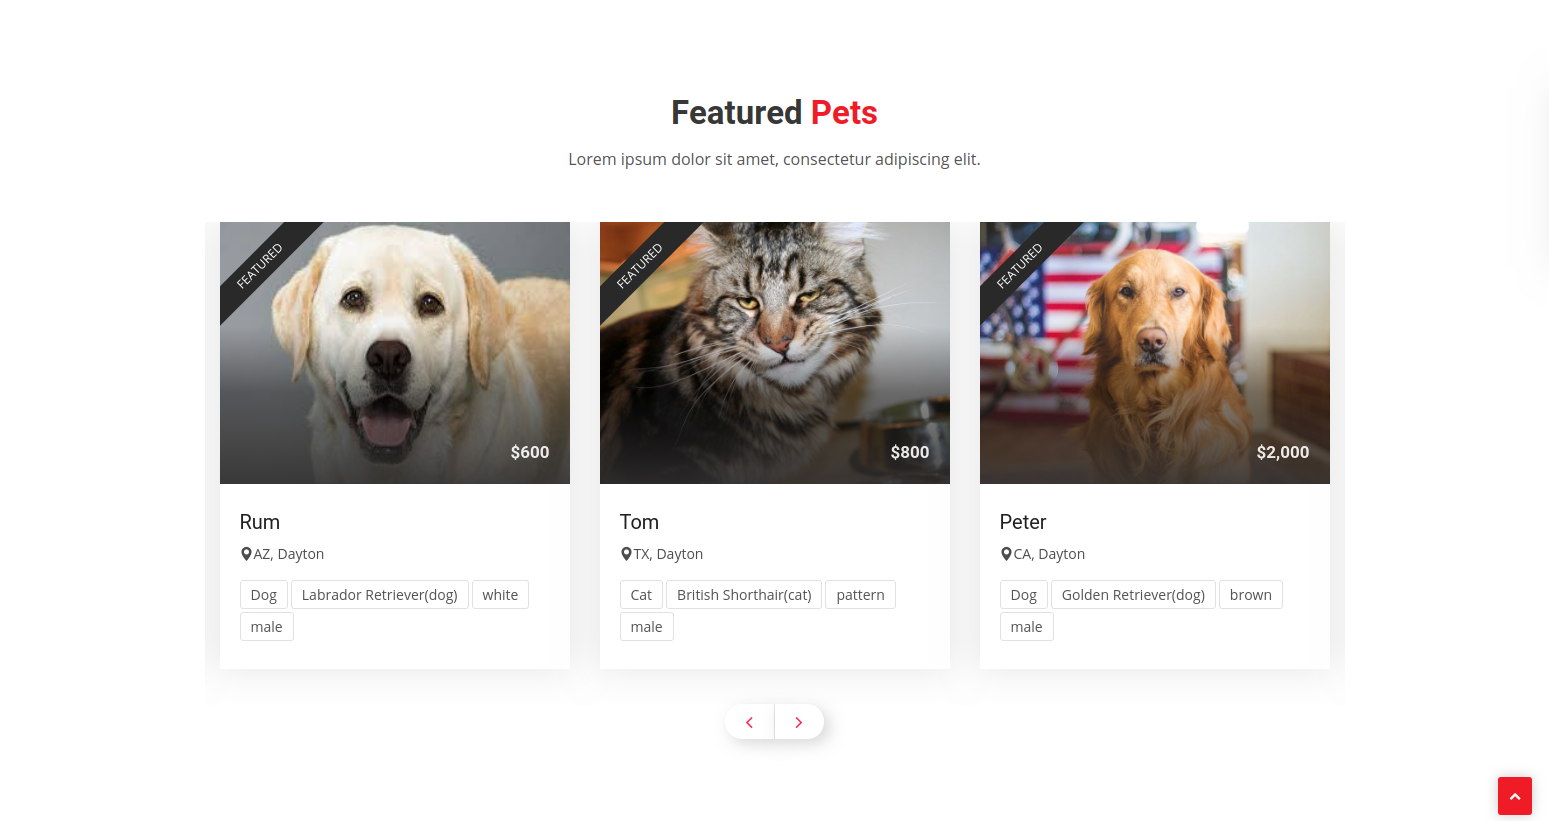 Featured Pets
Lorem ipsum dolor sit amet, consectetur adipiscing elit.
FEATURED
$600
Rum
AZ, Dayton
Dog Labrador Retriever(dog) white
male
FEATURED
$800
Tom
TX, Dayton
Cat British Shorthair(cat) pattern
male
FEATURED
$2,000
Peter
CA, Dayton
Dog Golden Retriever(dog) brown
male